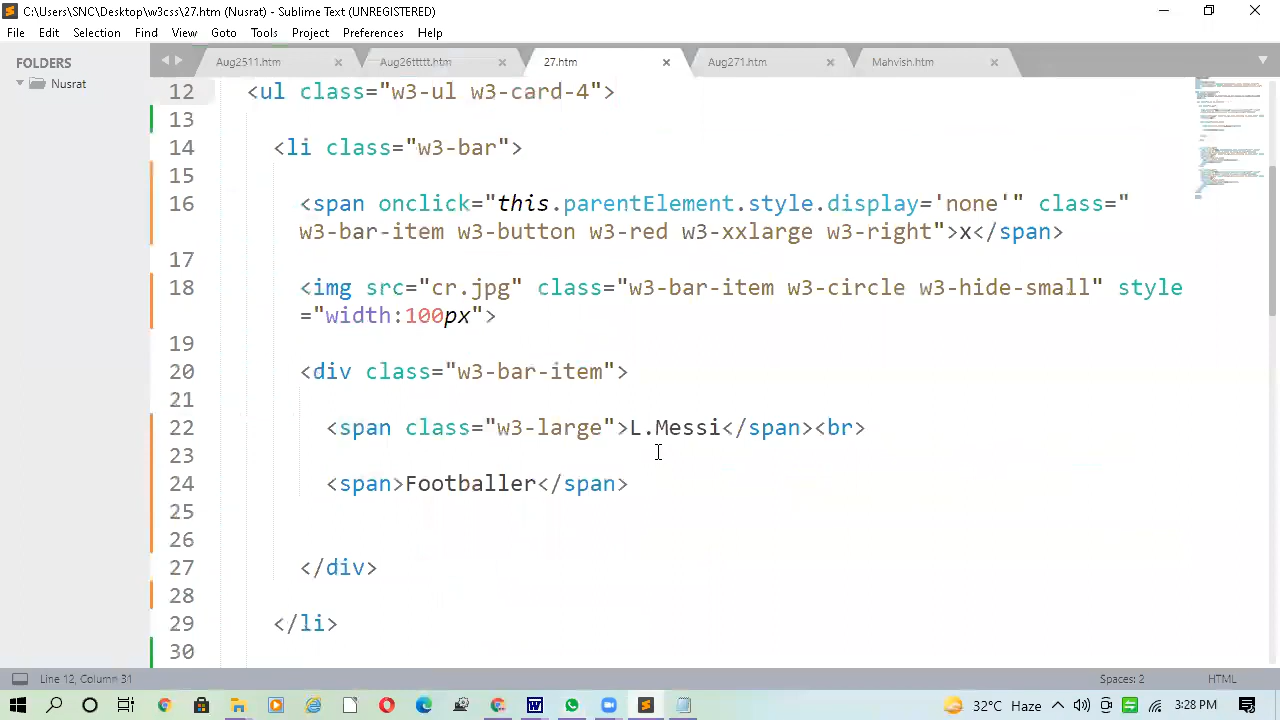 C:\Users\SNC\Desktop\w3css\27.htm (Nusrat) - Sublime Text (UNREGISTERED)
File Edit Selection Find View Goto Tools Project Preferences Help
FOLDERS
Nusrat
Aug2511.htm Aug26ttttt.htm 27.htm Aug271.htm Mahvish.htm
12 <ul class="w3-ul w3-card-4">
13
14 <li class="w3-bar">
15
16 <span onclick="this.parentElement.style.display='none'" class="
w3-bar-item w3-button w3-red w3-xxlarge w3-right">x</span>
17
18 <img src="cr.jpg" class="w3-bar-item w3-circle w3-hide-small" style
="width:100px">
19
20 <div class="w3-bar-item">
21
22 <span class="w3-large">L.Messi</span><br>
23
24 <span>Footballer</span>
25
26
27 </div>
28
29 </li>
30
Line 12, Column 31 Spaces: 2 HTML
32°C Haze 3:28 PM